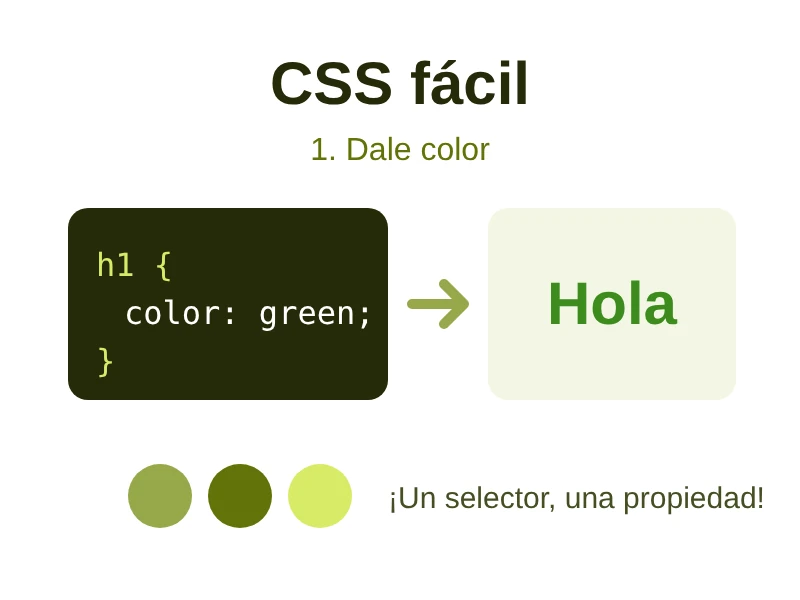 CSS fácil
1. Dale color
h1 {
color: green;
}
Hola
¡Un selector, una propiedad!